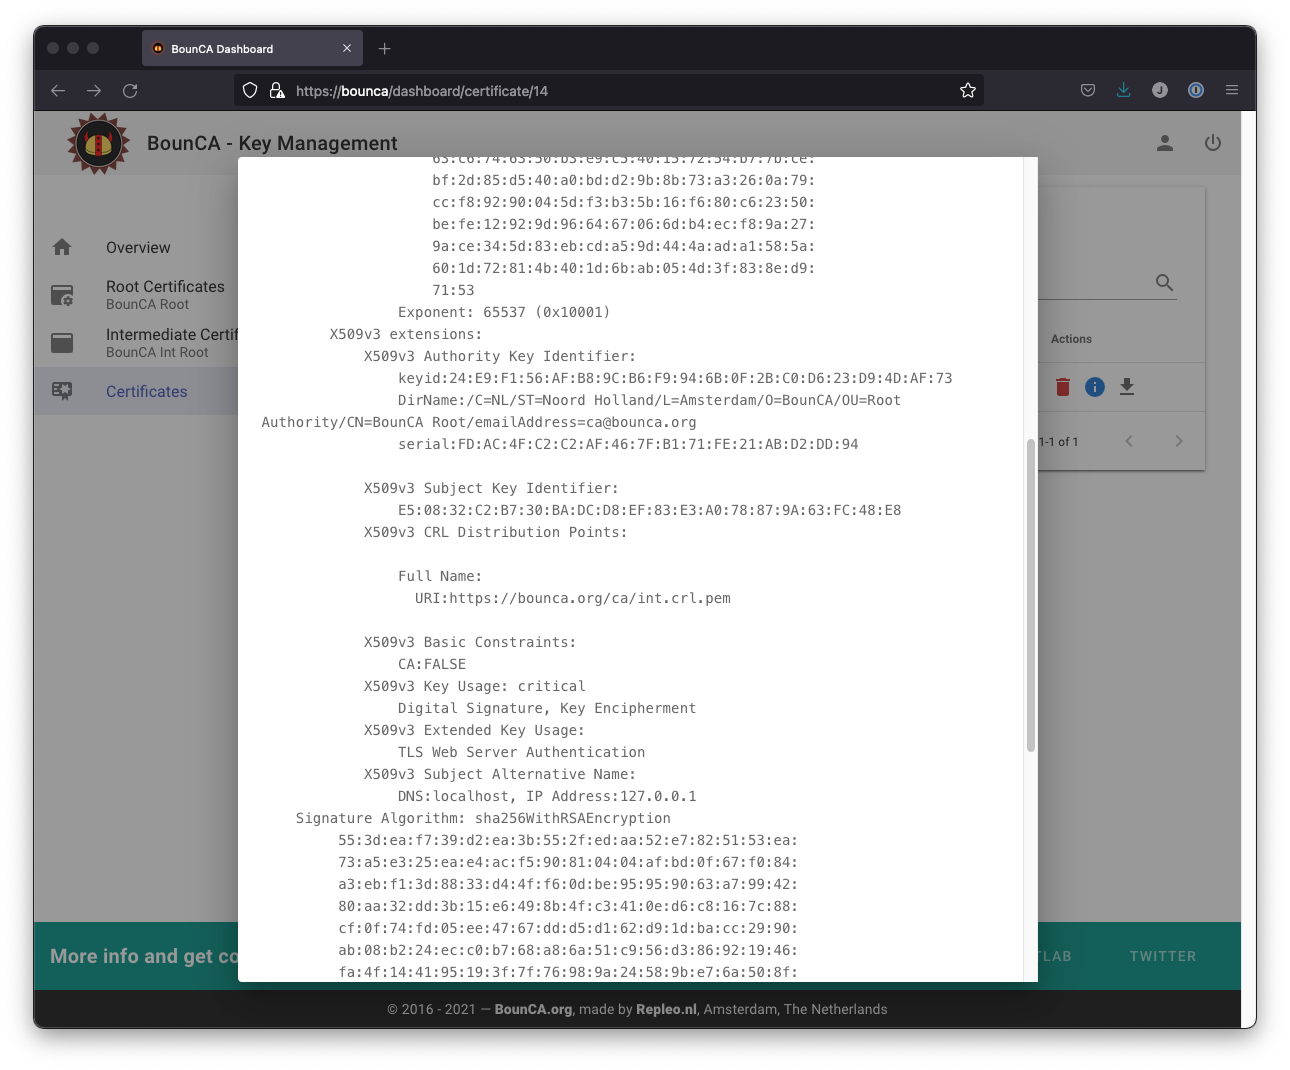 BounCA Dashboard
https://bounca/dashboard/certificate/14
BounCA - Key Management
Overview
Root Certificates
BounCA Root
Intermediate Certif
BounCA Int Root
Certificates
63:c6:74:63:50:b3:e9:c5:40:15:72:54:b7:7b:ce:
bf:2d:85:d5:40:a0:bd:d2:9b:8b:73:a3:26:0a:79:
cc:f8:92:90:04:5d:f3:b3:5b:16:f6:80:c6:23:50:
be:fe:12:92:9d:96:64:67:06:6d:b4:ec:f8:9a:27:
9a:ce:34:5d:83:eb:cd:a5:9d:44:4a:ad:a1:58:5a:
60:1d:72:81:4b:40:1d:6b:ab:05:4d:3f:83:8e:d9:
71:53
Exponent: 65537 (0x10001)
X509v3 extensions:
X509v3 Authority Key Identifier:
keyid:24:E9:F1:56:AF:B8:9C:B6:F9:94:6B:0F:2B:C0:D6:23:D9:4D:AF:73
DirName:/C=NL/ST=Noord Holland/L=Amsterdam/O=BounCA/OU=Root
Authority/CN=BounCA Root/emailAddress=ca@bounca.org
serial:FD:AC:4F:C2:C2:AF:46:7F:B1:71:FE:21:AB:D2:DD:94
X509v3 Subject Key Identifier:
E5:08:32:C2:B7:30:BA:DC:D8:EF:83:E3:A0:78:87:9A:63:FC:48:E8
X509v3 CRL Distribution Points:
Full Name:
URI:https://bounca.org/ca/int.crl.pem
X509v3 Basic Constraints:
CA:FALSE
X509v3 Key Usage: critical
Digital Signature, Key Encipherment
X509v3 Extended Key Usage:
TLS Web Server Authentication
X509v3 Subject Alternative Name:
DNS:localhost, IP Address:127.0.0.1
Signature Algorithm: sha256WithRSAEncryption
55:3d:ea:f7:39:d2:ea:3b:55:2f:ed:aa:52:e7:82:51:53:ea:
73:a5:e3:25:ea:e4:ac:f5:90:81:04:04:af:bd:0f:67:f0:84:
a3:eb:f1:3d:88:33:d4:4f:f6:0d:be:95:95:90:63:a7:99:42:
80:aa:32:dd:3b:15:e6:49:8b:4f:c3:41:0e:d6:c8:16:7c:88:
cf:0f:74:fd:05:ee:47:67:dd:d5:d1:62:d9:1d:ba:cc:29:90:
ab:08:b2:24:ec:c0:b7:68:a8:6a:51:c9:56:d3:86:92:19:46:
fa:4f:14:41:95:19:3f:7f:76:98:9a:24:58:9b:e7:6a:50:8f:
Actions
1-1 of 1
More info and get co
TLAB
TWITTER
© 2016 - 2021 — BounCA.org, made by Repleo.nl, Amsterdam, The Netherlands